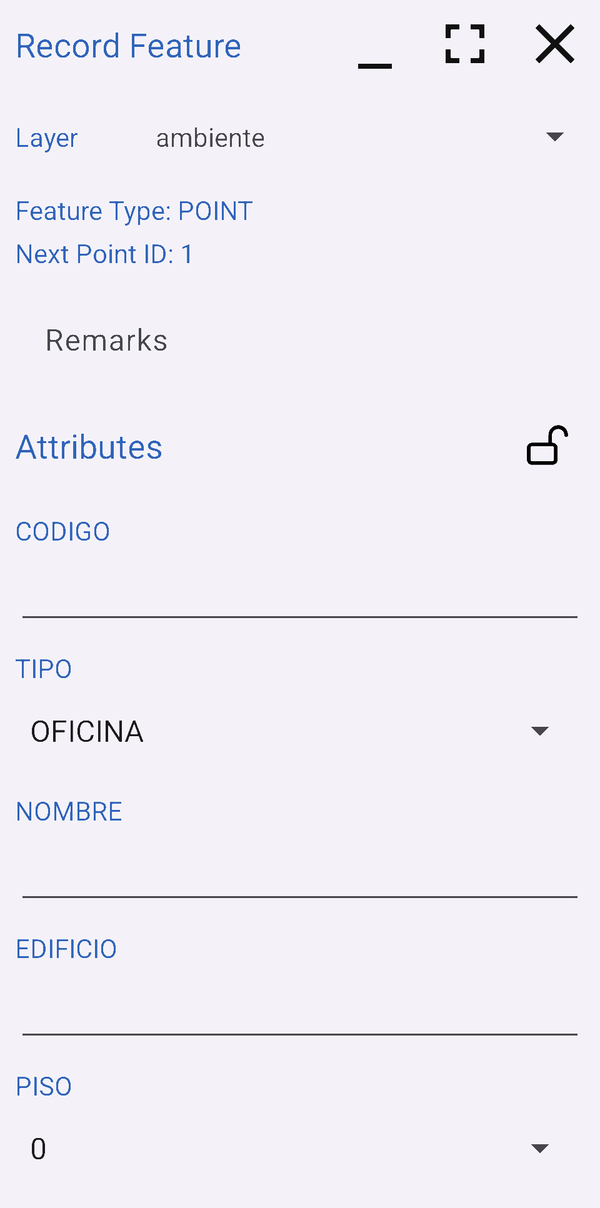 Record Feature
Layer ambiente
Feature Type: POINT
Next Point ID: 1
Remarks
Attributes
CODIGO
TIPO
OFICINA
NOMBRE
EDIFICIO
PISO
0